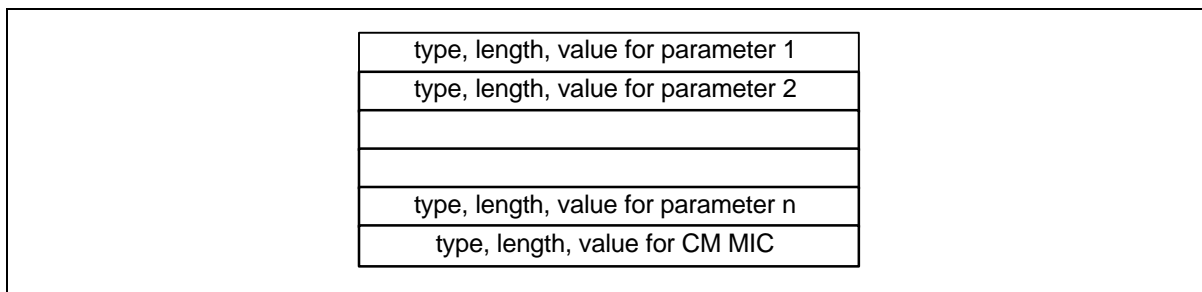 type, length, value for parameter 1
type, length, value for parameter 2
type, length, value for parameter n
type, length, value for CM MIC